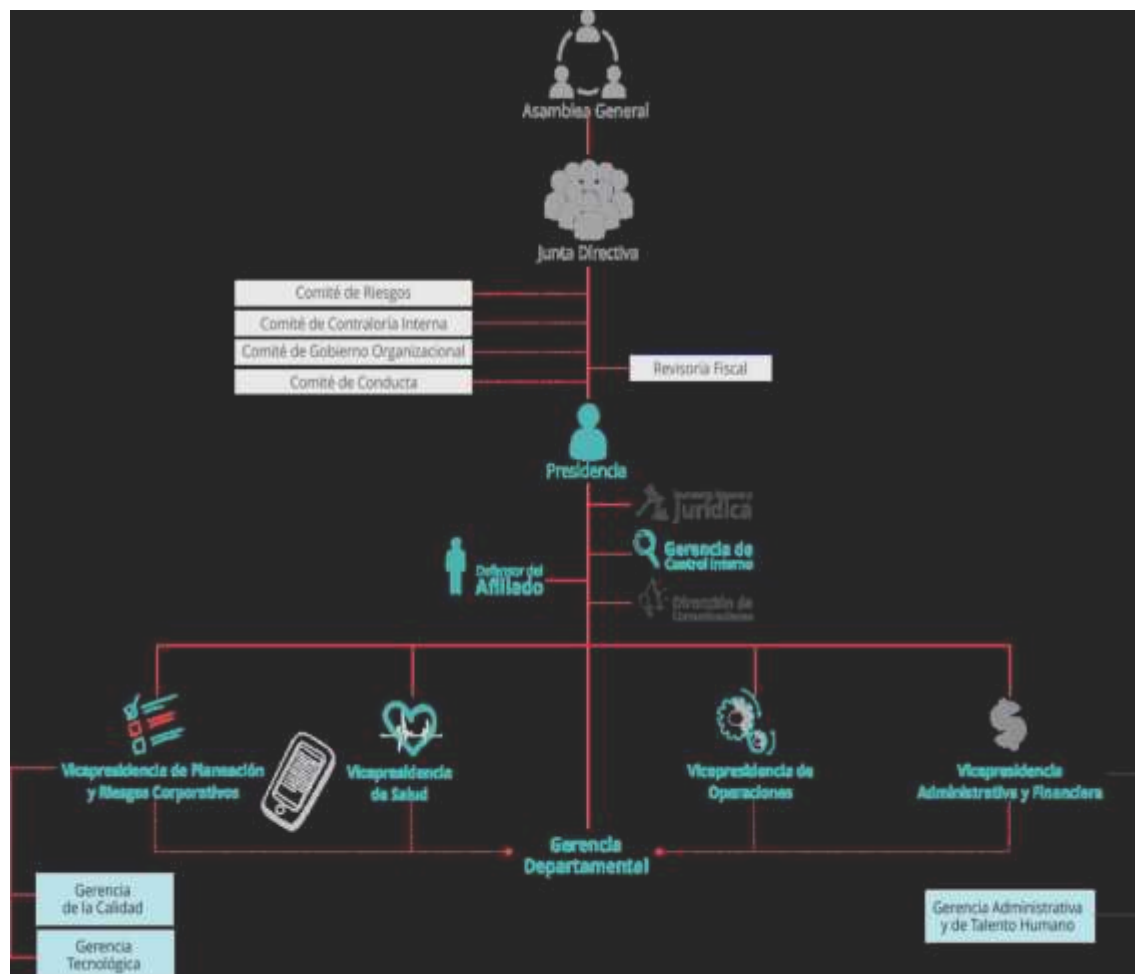 Asamblea General
Junta Directiva
Comité de Riesgos
Comité de Contraloría Interna
Comité de Gobierno Organizacional
Comité de Conducta
Revisoría Fiscal
Presidencia
Jurídica
Gerencia de
Control Interno
Defensor del
Afiliado
Dirección de
Vicepresidencia de Planeación
y Riesgos Corporativos
Vicepresidencia
de Salud
Vicepresidencia de
Operaciones
Vicepresidencia
Administrativa y Financiera
Gerencia
Departamental
Gerencia
de la Calidad
Gerencia
Tecnológica
Gerencia Administrativa
y de Talento Humano